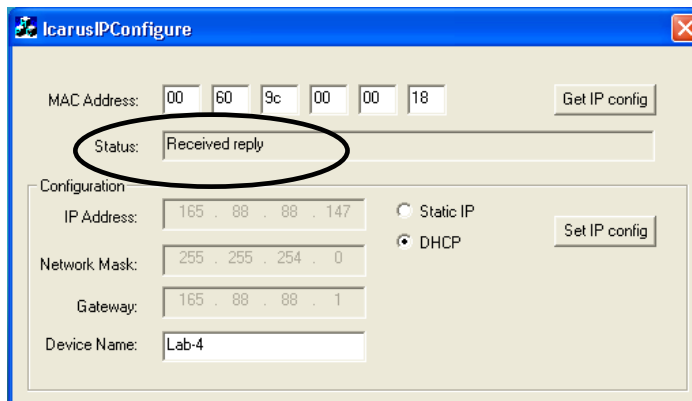 IcarusIPConfigure
MAC Address: 00 60 9c 00 00 18 Get IP config
Status: Received reply
Configuration
IP Address: 165 . 88 . 88 . 147 Static IP
DHCP Set IP config
Network Mask: 255 . 255 . 254 . 0
Gateway: 165 . 88 . 88 . 1
Device Name: Lab-4